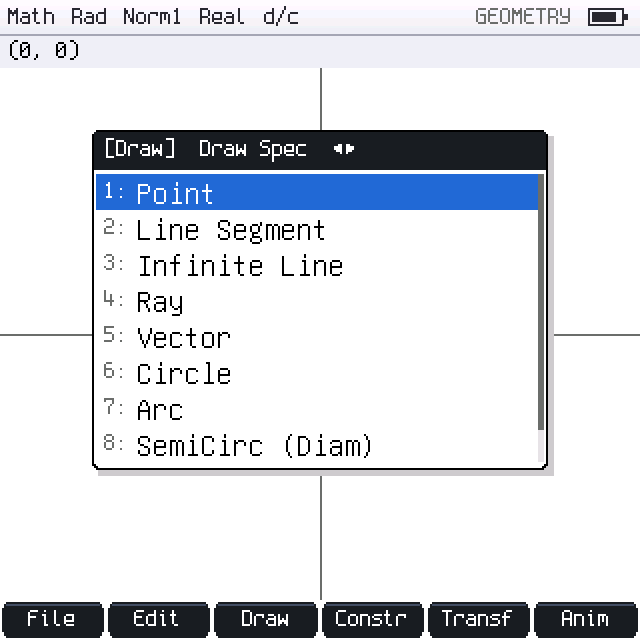 Math Rad Norm1 Real d/c GEOMETRY
(0, 0)
[Draw] Draw Spec
1: Point
2: Line Segment
3: Infinite Line
4: Ray
5: Vector
6: Circle
7: Arc
8: SemiCirc (Diam)
File Edit Draw Constr Transf Anim